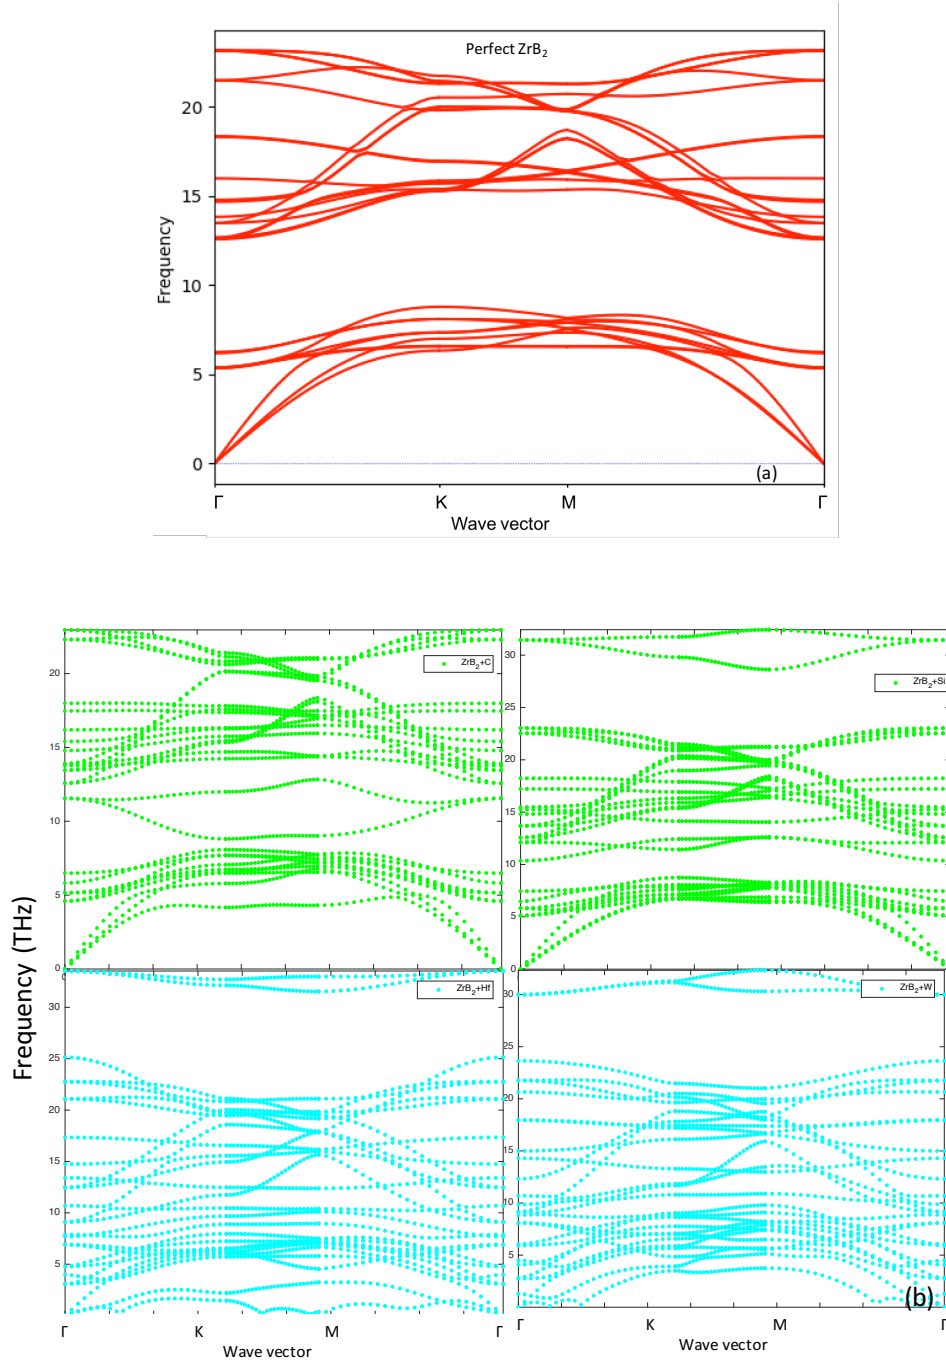 Perfect ZrB₂
20
15
10
5
0
Frequency
(a)
Γ K M Γ
Wave vector
ZrB₂+C
20
15
10
5
0
ZrB₂+Si
30
25
20
15
10
5
0
Frequency (THz)
ZrB₂+Hf
30
25
20
15
10
5
ZrB₂+W
30
25
20
15
10
5
(b)
Γ K M Γ
Wave vector
Γ K M Γ
Wave vector